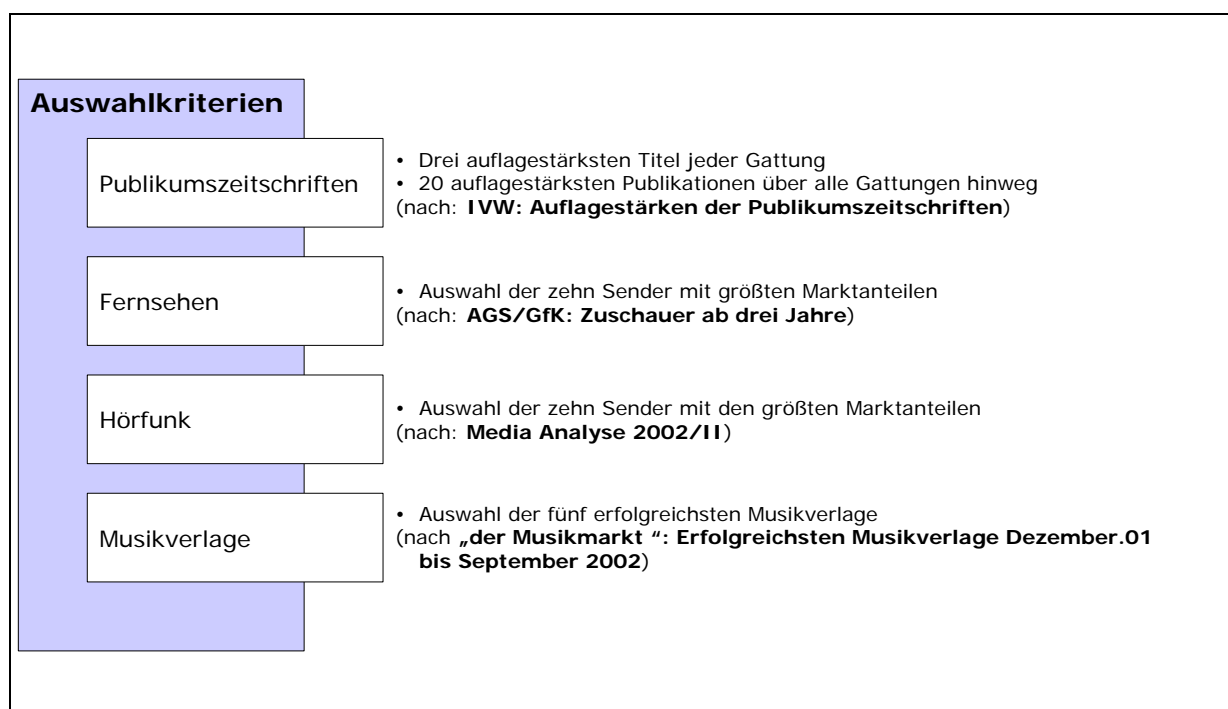 Auswahlkriterien
Publikumszeitschriften
• Drei auflagestärksten Titel jeder Gattung
• 20 auflagestärksten Publikationen über alle Gattungen hinweg
(nach: IVW: Auflagestärken der Publikumszeitschriften)
Fernsehen
• Auswahl der zehn Sender mit größten Marktanteilen
(nach: AGS/GfK: Zuschauer ab drei Jahre)
Hörfunk
• Auswahl der zehn Sender mit den größten Marktanteilen
(nach: Media Analyse 2002/II)
Musikverlage
• Auswahl der fünf erfolgreichsten Musikverlage
(nach „der Musikmarkt “: Erfolgreichsten Musikverlage Dezember.01
bis September 2002)